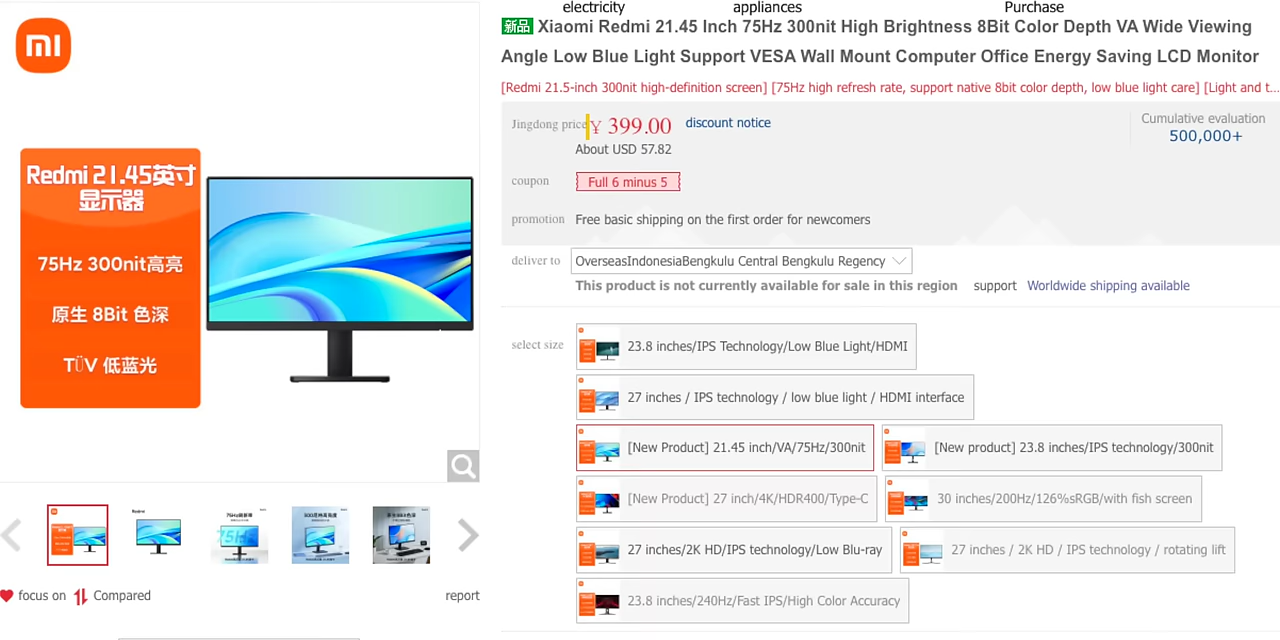 electricity appliances Purchase
mi
新品 Xiaomi Redmi 21.45 Inch 75Hz 300nit High Brightness 8Bit Color Depth VA Wide Viewing
Angle Low Blue Light Support VESA Wall Mount Computer Office Energy Saving LCD Monitor
[Redmi 21.5-inch 300nit high-definition screen] [75Hz high refresh rate, support native 8bit color depth, low blue light care] [Light and t...
Jingdong price ¥ 399.00 discount notice
About USD 57.82
Cumulative evaluation
500,000+
coupon Full 6 minus 5
promotion Free basic shipping on the first order for newcomers
deliver to OverseasIndonesiaBengkulu Central Bengkulu Regency
This product is not currently available for sale in this region support Worldwide shipping available
Redmi 21.45英寸
显示器
75Hz 300nit高亮
原生 8Bit 色深
TÜV 低蓝光
select size 23.8 inches/IPS Technology/Low Blue Light/HDMI
27 inches / IPS technology / low blue light / HDMI interface
[New Product] 21.45 inch/VA/75Hz/300nit [New product] 23.8 inches/IPS technology/300nit
[New Product] 27 inch/4K/HDR400/Type-C 30 inches/200Hz/126%sRGB/with fish screen
27 inches/2K HD/IPS technology/Low Blu-ray 27 inches / 2K HD / IPS technology / rotating lift
23.8 inches/240Hz/Fast IPS/High Color Accuracy
Redmi
focus on Compared report